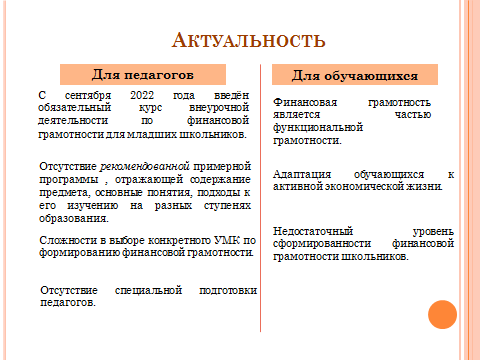 Актуальность
Для педагогов
С сентября 2022 года введён
обязательный курс внеурочной
деятельности по финансовой
грамотности для младших школьников.
Отсутствие рекомендованной примерной
программы , отражающей содержание
предмета, основные понятия, подходы к
его изучению на разных ступенях
образования.
Сложности в выборе конкретного УМК по
формированию финансовой грамотности.
Отсутствие специальной подготовки
педагогов.
Для обучающихся
Финансовая грамотность
является частью
функциональной
грамотности.
Адаптация обучающихся к
активной экономической жизни.
Недостаточный уровень
сформированности финансовой
грамотности школьников.